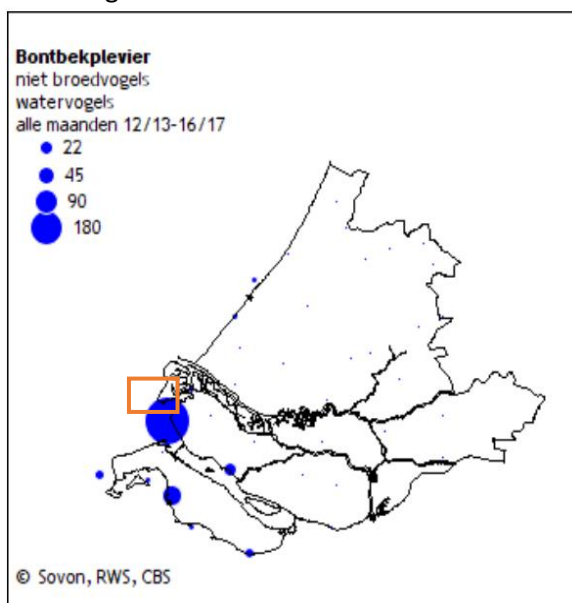 Bontbekplevier
niet broedvogels
watervogels
alle maanden 12/13-16/17
22
45
90
180
© Sovon, RWS, CBS